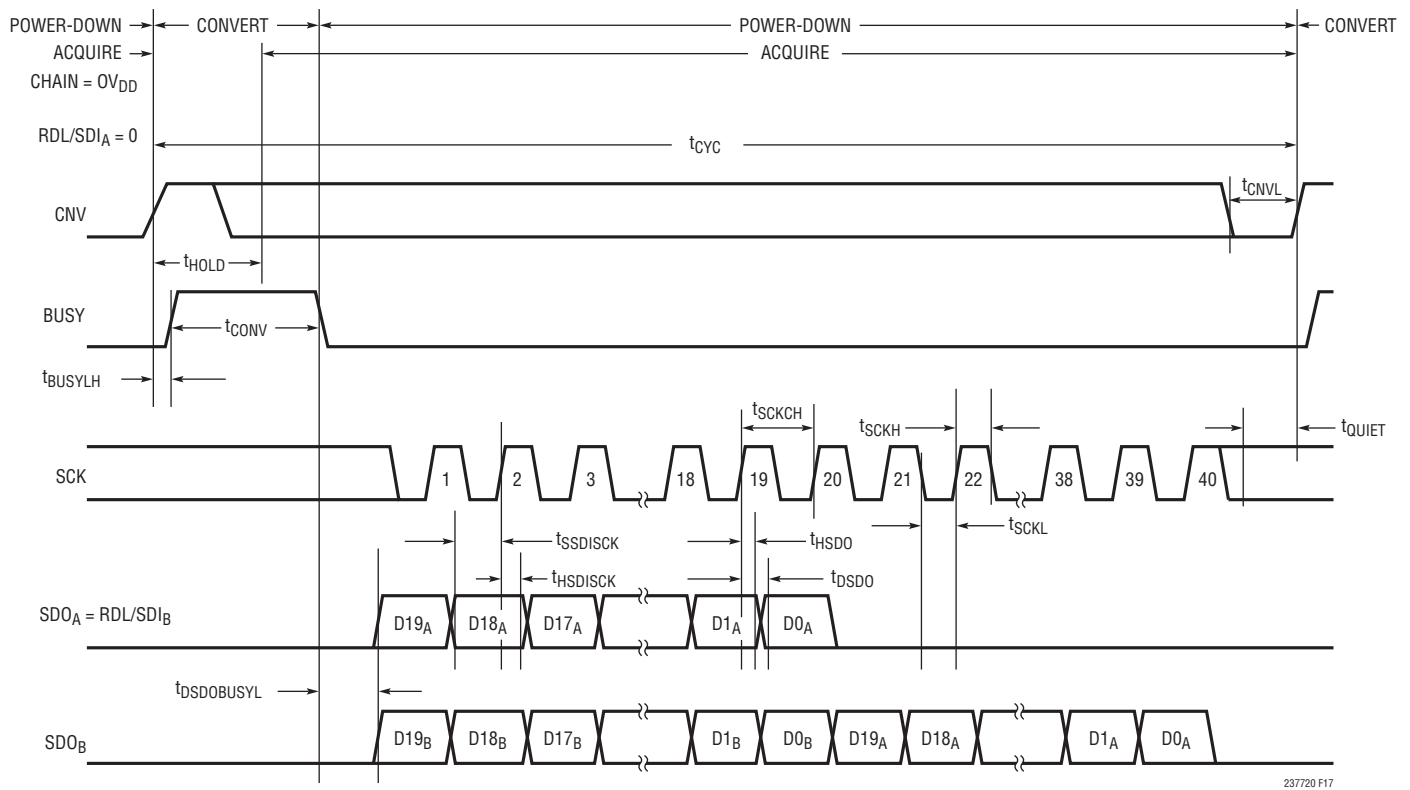 POWER-DOWN CONVERT POWER-DOWN CONVERT
ACQUIRE ACQUIRE
CHAIN = OVDD
RDL/SDIA = 0
tCYC
CNV
tCNVL
tHOLD
BUSY
tCONV
tBUSYLH
tSCKCH
tSCKH
tQUIET
SCK
1 2 3 18 19 20 21 22 38 39 40
tSSDISCK
tHSDO
tSCKL
tHSDISCK
tDSDO
SDOA = RDL/SDIB
D19A D18A D17A D1A D0A
tDSDOBUSYL
SDOB
D19B D18B D17B D1B D0B D19A D18A D1A D0A
237720 F17